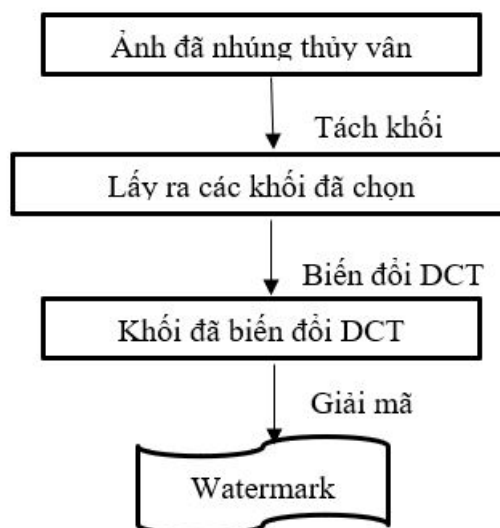 Ảnh đã nhúng thủy vân
Tách khối
Lấy ra các khối đã chọn
Biến đổi DCT
Khối đã biến đổi DCT
Giải mã
Watermark